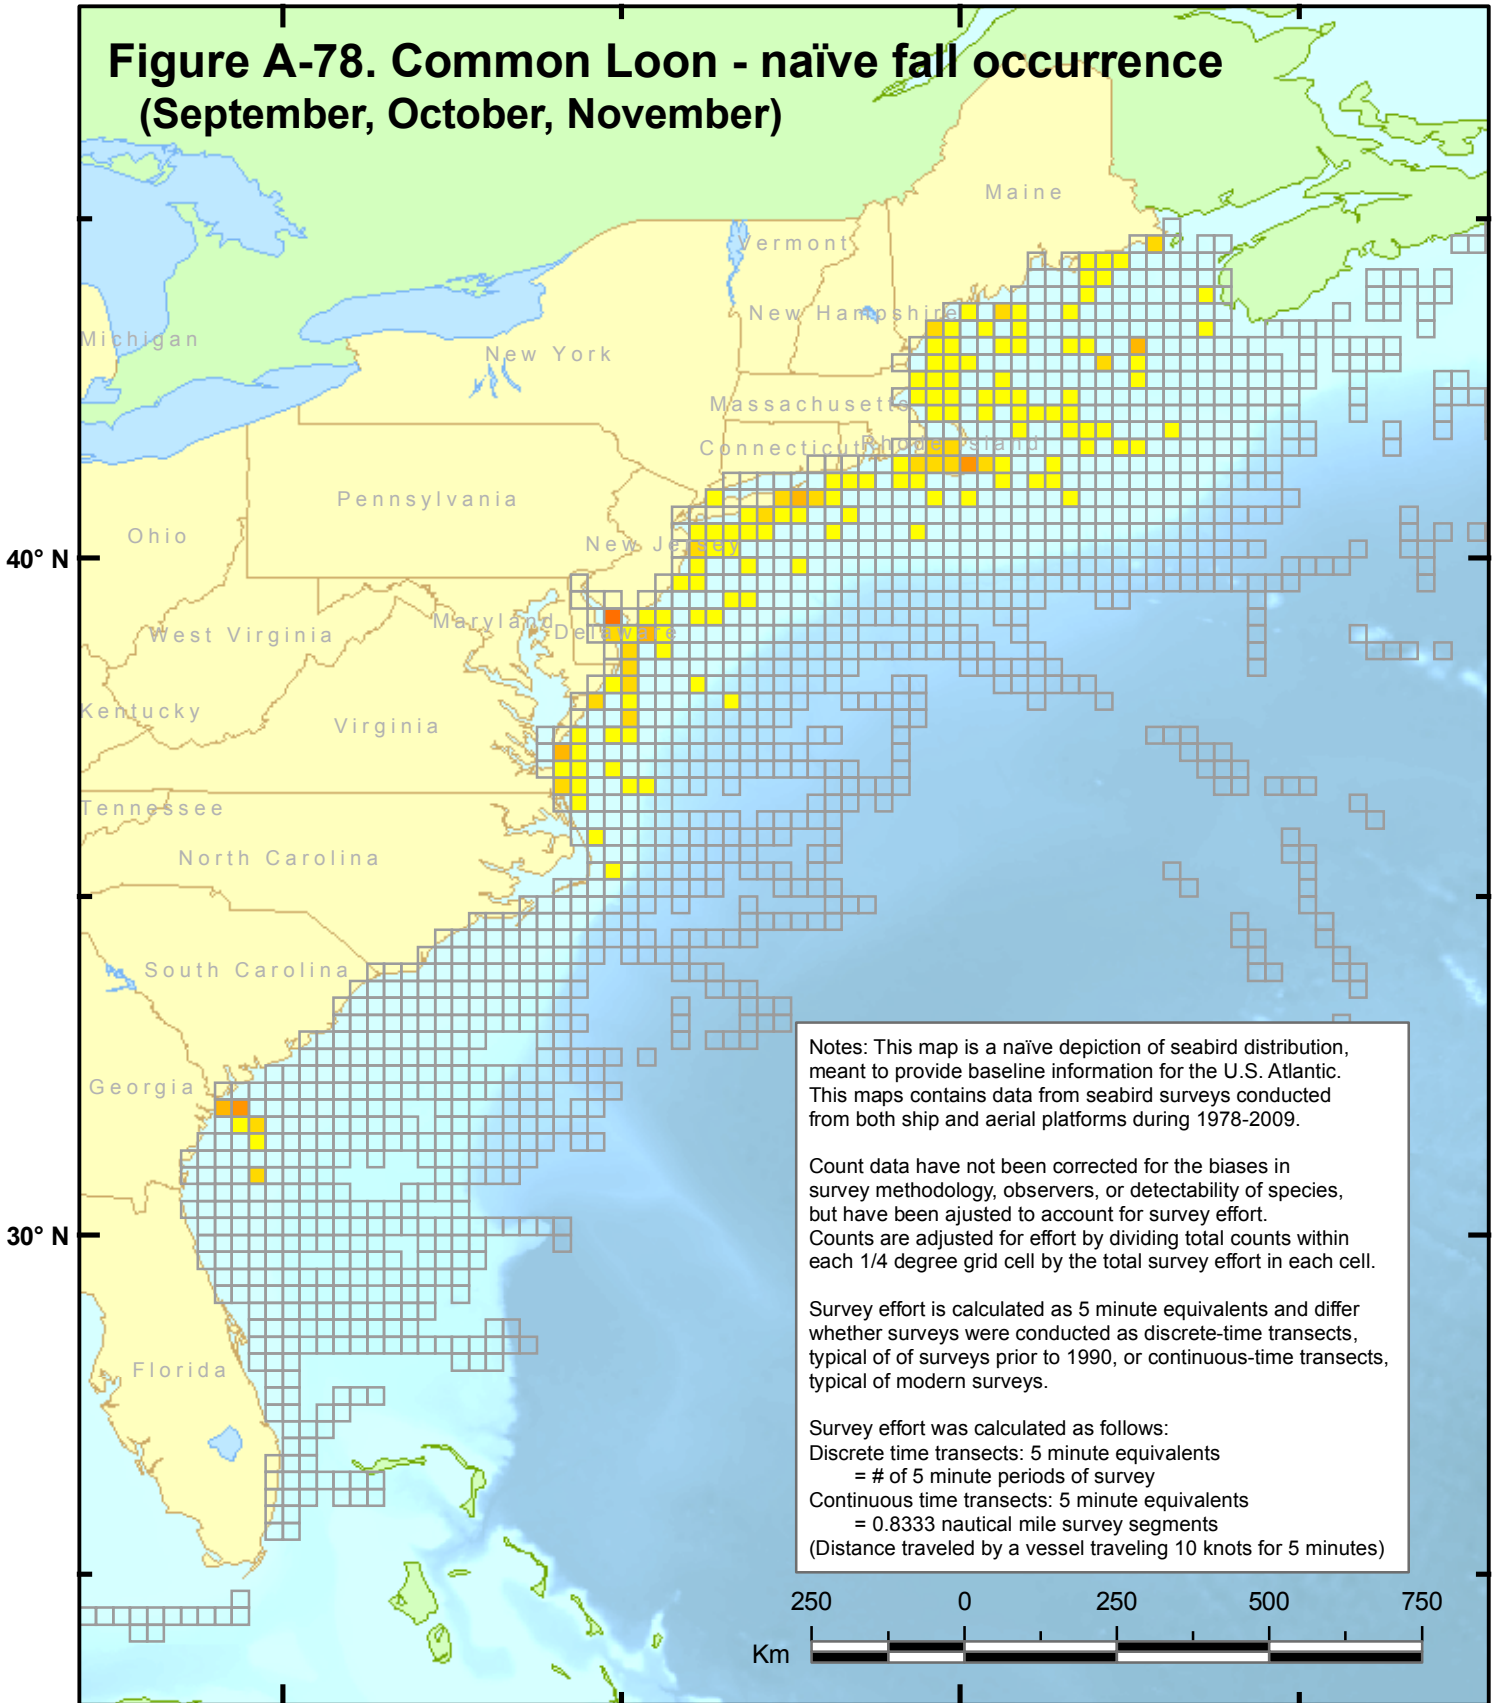 Figure A-78. Common Loon - naïve fall occurrence
(September, October, November)
Maine
Vermont
New Hampshire
Michigan
New York
Massachusetts
Connecticut
Rhode Island
Pennsylvania
Ohio
New Jersey
40° N
Maryland
Delaware
West Virginia
Kentucky
Virginia
Tennessee
North Carolina
South Carolina
Georgia
30° N
Florida
Notes: This map is a naïve depiction of seabird distribution,
meant to provide baseline information for the U.S. Atlantic.
This maps contains data from seabird surveys conducted
from both ship and aerial platforms during 1978-2009.
Count data have not been corrected for the biases in
survey methodology, observers, or detectability of species,
but have been ajusted to account for survey effort.
Counts are adjusted for effort by dividing total counts within
each 1/4 degree grid cell by the total survey effort in each cell.
Survey effort is calculated as 5 minute equivalents and differ
whether surveys were conducted as discrete-time transects,
typical of of surveys prior to 1990, or continuous-time transects,
typical of modern surveys.
Survey effort was calculated as follows:
Discrete time transects: 5 minute equivalents
= # of 5 minute periods of survey
Continuous time transects: 5 minute equivalents
= 0.8333 nautical mile survey segments
(Distance traveled by a vessel traveling 10 knots for 5 minutes)
250 0 250 500 750
Km